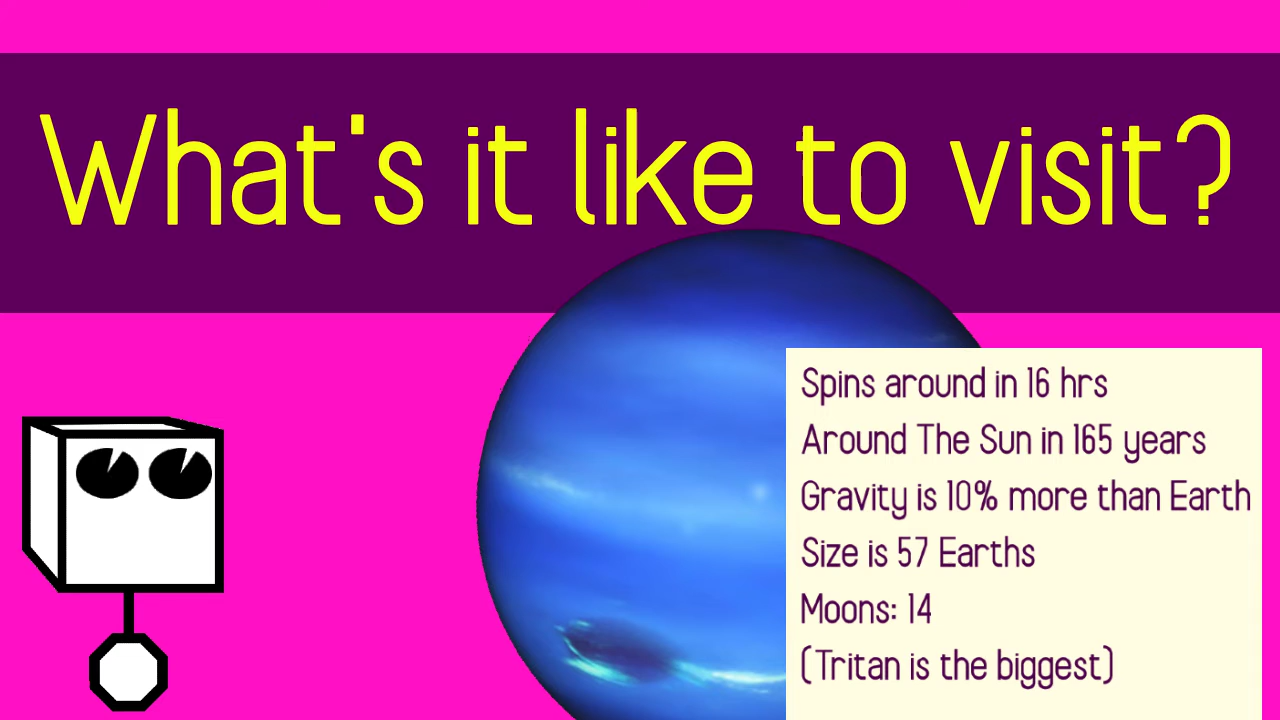 What's it like to visit?
Spins around in 16 hrs
Around The Sun in 165 years
Gravity is 10% more than Earth
Size is 57 Earths
Moons: 14
(Tritan is the biggest)